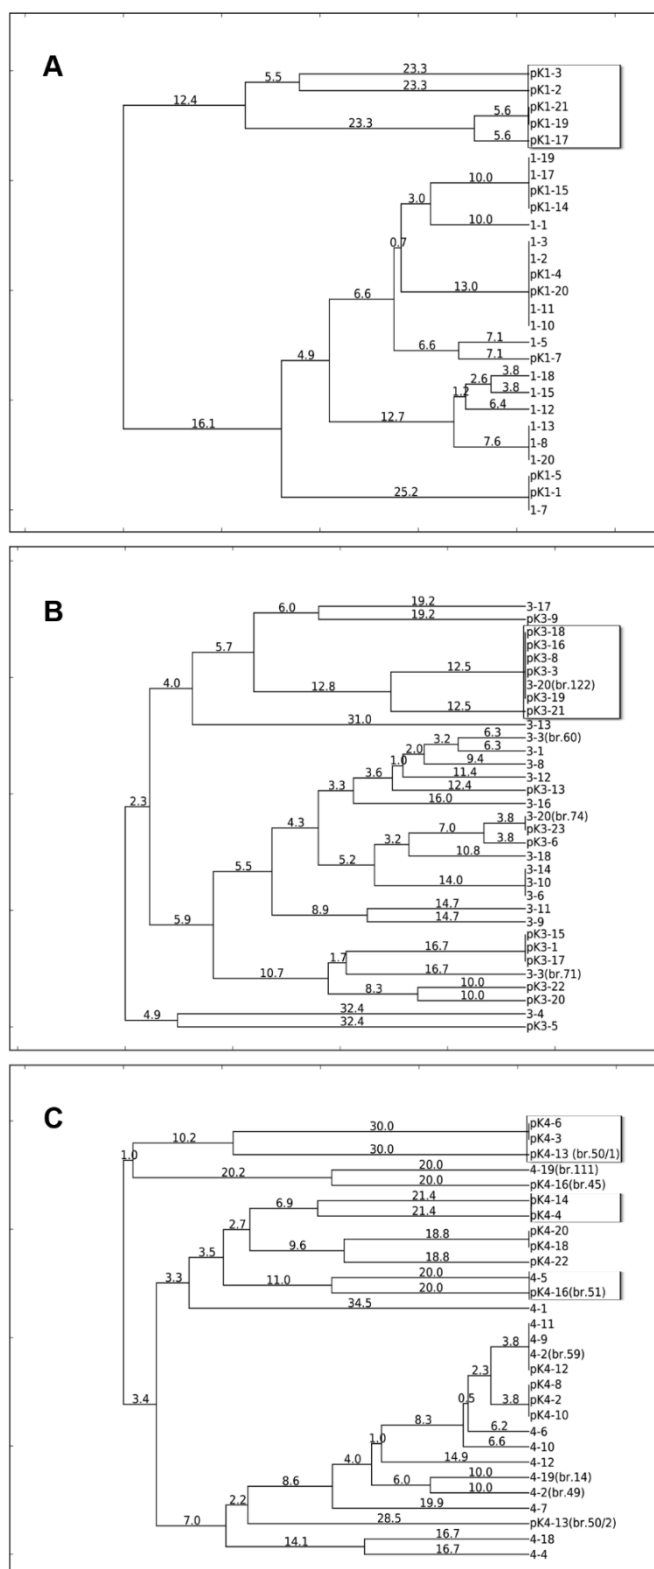 A
23.3 pK1-3
5.5
23.3 pK1-2
12.4
pK1-21
5.6
pK1-19
23.3
5.6 pK1-17
1-19
1-17
10.0 pK1-15
3.0
pK1-14
10.0 1-1
0.7
1-3
1-2
pK1-4
13.0 pK1-20
6.6
1-11
1-10
7.1 1-5
6.6
7.1 pK1-7
4.9
3.8 1-18
2.6
3.8 1-15
1.2
6.4 1-12
12.7
1-13
16.1
7.6 1-8
1-20
pK1-5
25.2 pK1-1
1-7
B
19.2 3-17
6.0
19.2 pK3-9
pK3-18
pK3-16
5.7
pK3-8
12.5 pK3-3
12.8
3-20(br.122)
4.0
pK3-19
12.5 pK3-21
31.0 3-13
6.3 3-3(br.60)
3.2
6.3 3-1
2.0
9.4 3-8
1.0
11.4 3-12
3.6
12.4 pK3-13
3.3
16.0 3-16
2.3
3-20(br.74)
3.8
pK3-23
4.3
7.0
3.8 pK3-6
3.2
10.8 3-18
5.2
3-14
5.5
14.0 3-10
3-6
14.7 3-11
8.9
14.7 3-9
5.9
pK3-15
16.7 pK3-1
1.7
pK3-17
16.7 3-3(br.71)
10.7
10.0 pK3-22
8.3
10.0 pK3-20
32.4 3-4
4.9
32.4 pK3-5
C
pK4-6
30.0
pK4-3
10.2
30.0 pK4-13 (br.50/1)
1.0
20.0 4-19(br.111)
20.2
20.0 pK4-16(br.45)
21.4 pK4-14
6.9
21.4 pK4-4
2.7
pK4-20
18.8
pK4-18
9.6
3.5
18.8 pK4-22
20.0 4-5
11.0
3.3
20.0 pK4-16(br.51)
34.5 4-1
4-11
4-9
3.8
4-2(br.59)
pK4-12
2.3
pK4-8
3.8 pK4-2
0.5
3.4
pK4-10
8.3
6.2 4-6
6.6 4-10
1.0
14.9 4-12
4.0
10.0 4-19(br.14)
6.0
8.6
10.0 4-2(br.49)
2.2
19.9 4-7
28.5 pK4-13(br.50/2)
7.0
16.7 4-18
14.1
16.7 4-4